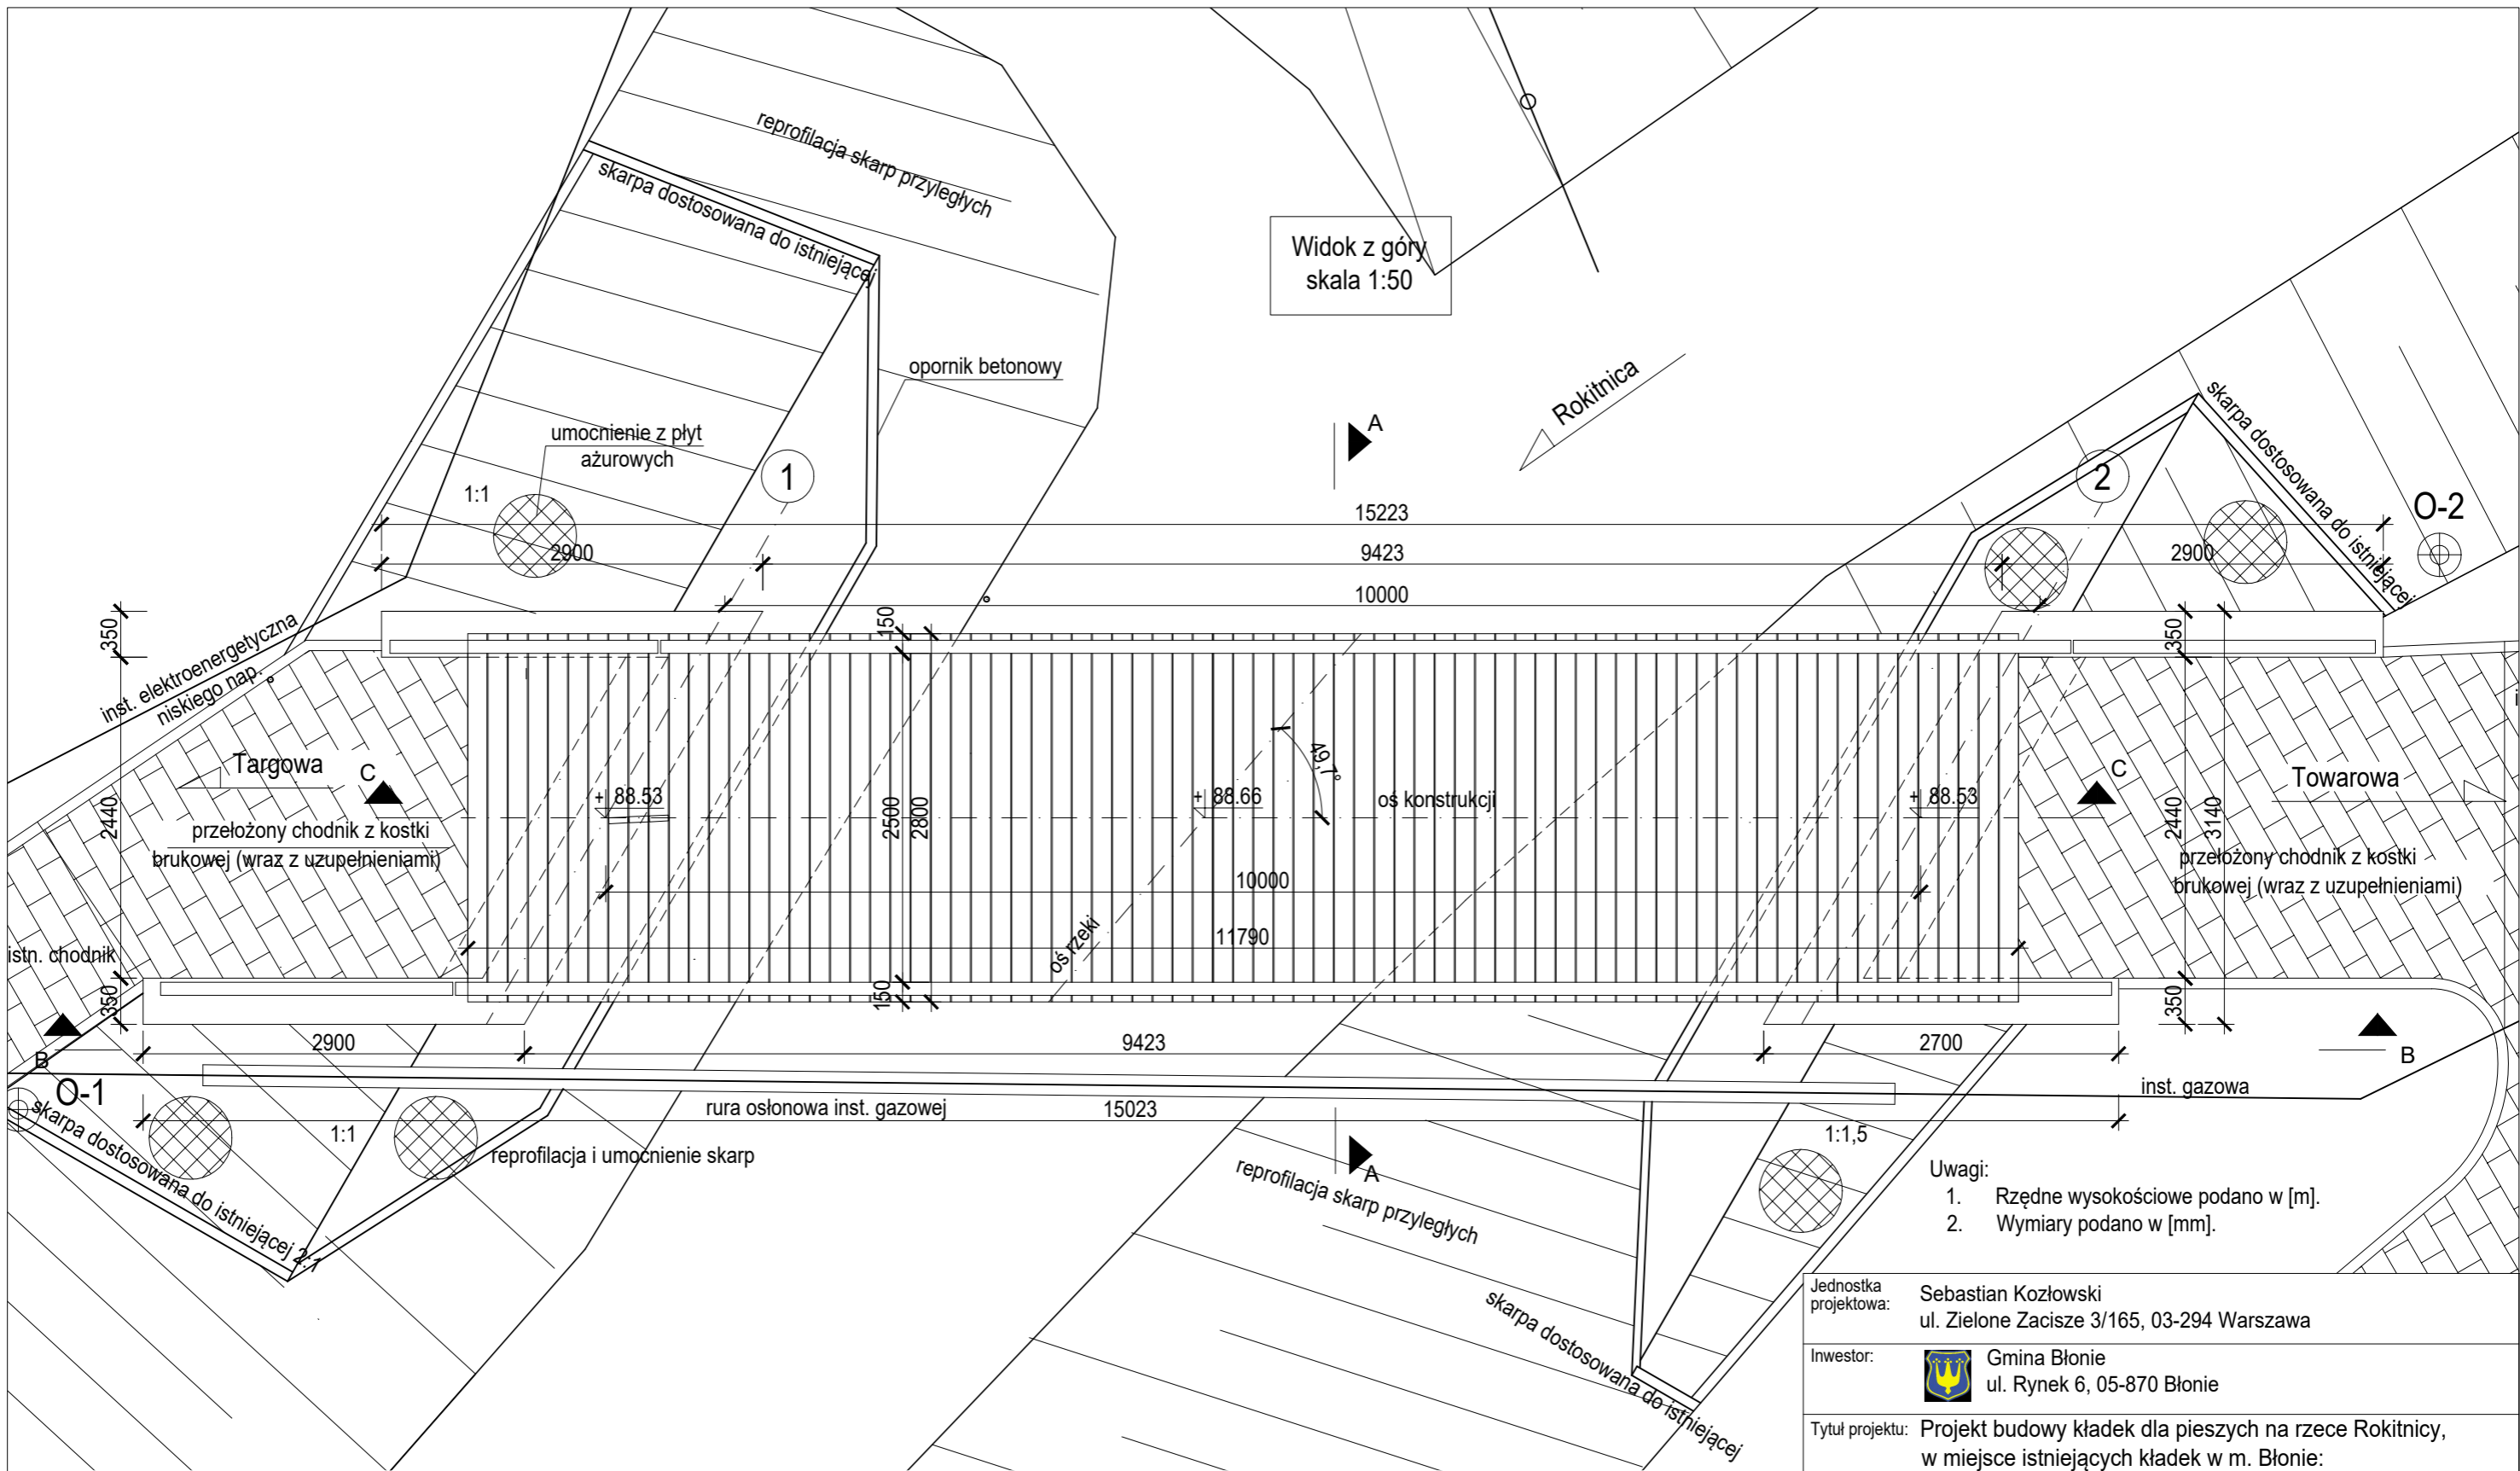 reprofilacja skarp przyległych
skarpa dostosowana do istniejącej
Widok z góry
skala 1:50
opornik betonowy
Rokitnica
A
umocnienie z płyt
ażurowych
1:1
1
2
skarpa dostosowana do istniejącej
O-2
15223
2900
9423
2900
10000
350
150
350
inst. elektroenergetyczna
niskiego nap.
Targowa
C
49,7°
C
Towarowa
+ 88.53
+ 88.66
oś konstrukcji
+ 88.53
2440
2500
2800
2440
3140
przełożony chodnik z kostki
brukowej (wraz z uzupełnieniami)
przełożony chodnik z kostki
brukowej (wraz z uzupełnieniami)
10000
11790
oś rzeki
istn. chodnik
350
150
350
B
2900
9423
2700
B
O-1
inst. gazowa
rura osłonowa inst. gazowej
15023
skarpa dostosowana do istniejącej 2:1
1:1
reprofilacja i umocnienie skarp
A
1:1,5
reprofilacja skarp przyległych
skarpa dostosowana do istniejącej
Uwagi:
1. Rzędne wysokościowe podano w [m].
2. Wymiary podano w [mm].
Jednostka
projektowa:
Sebastian Kozłowski
ul. Zielone Zacisze 3/165, 03-294 Warszawa
Inwestor:
Gmina Błonie
ul. Rynek 6, 05-870 Błonie
Tytuł projektu: Projekt budowy kładek dla pieszych na rzece Rokitnicy,
w miejsce istniejących kładek w m. Błonie: